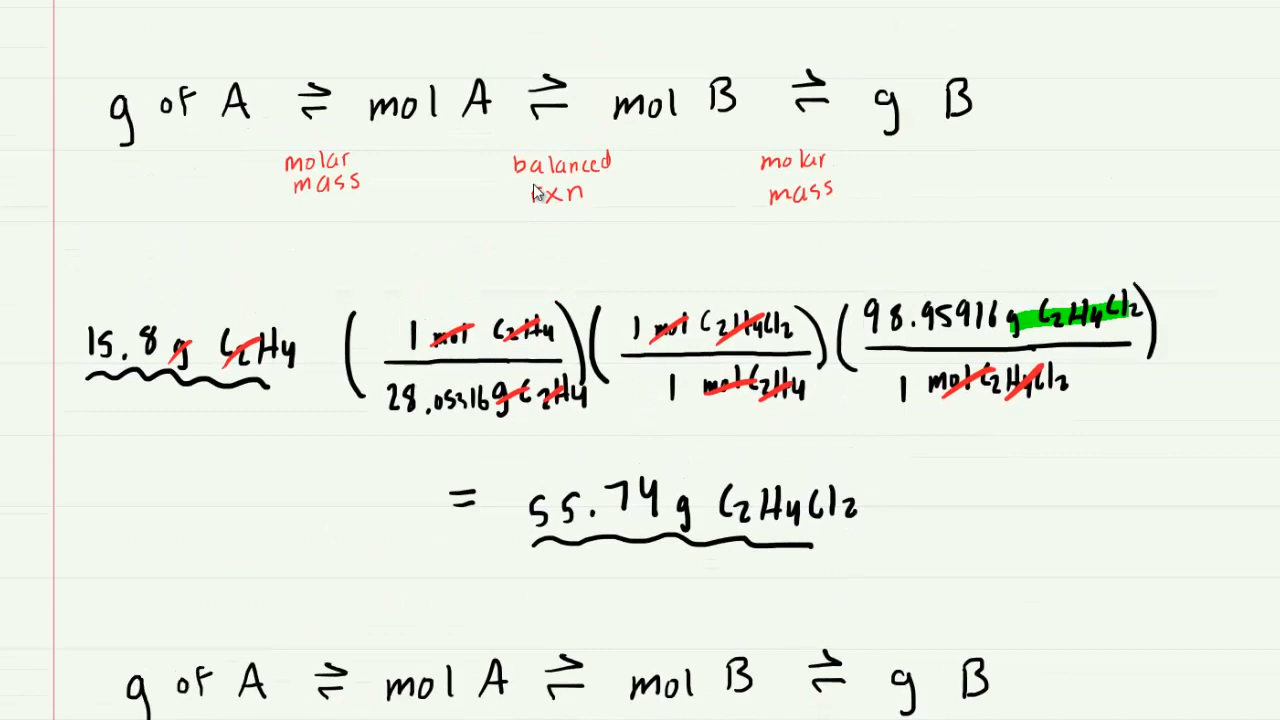 g of A ⇌ mol A ⇌ mol B ⇌ g B
molar balanced molar
mass rxn mass
15.8 g C₂H₄ (1 mol C₂H₄ / 28.05316 g C₂H₄)(1 mol C₂H₄Cl₂ / 1 mol C₂H₄)(98.95916 g C₂H₄Cl₂ / 1 mol C₂H₄Cl₂)
= 55.74 g C₂H₄Cl₂
g of A ⇌ mol A ⇌ mol B ⇌ g B